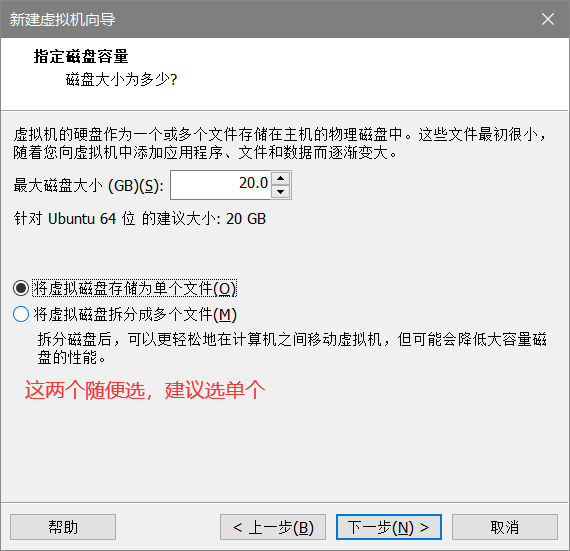 新建虚拟机向导
指定磁盘容量
磁盘大小为多少?
虚拟机的硬盘作为一个或多个文件存储在主机的物理磁盘中。这些文件最初很小，
随着您向虚拟机中添加应用程序、文件和数据而逐渐变大。
最大磁盘大小 (GB)(S): 20.0
针对 Ubuntu 64 位 的建议大小: 20 GB
将虚拟磁盘存储为单个文件(O)
将虚拟磁盘拆分成多个文件(M)
拆分磁盘后，可以更轻松地在计算机之间移动虚拟机，但可能会降低大容量磁
盘的性能。
这两个随便选，建议选单个
帮助 < 上一步(B) 下一步(N) > 取消